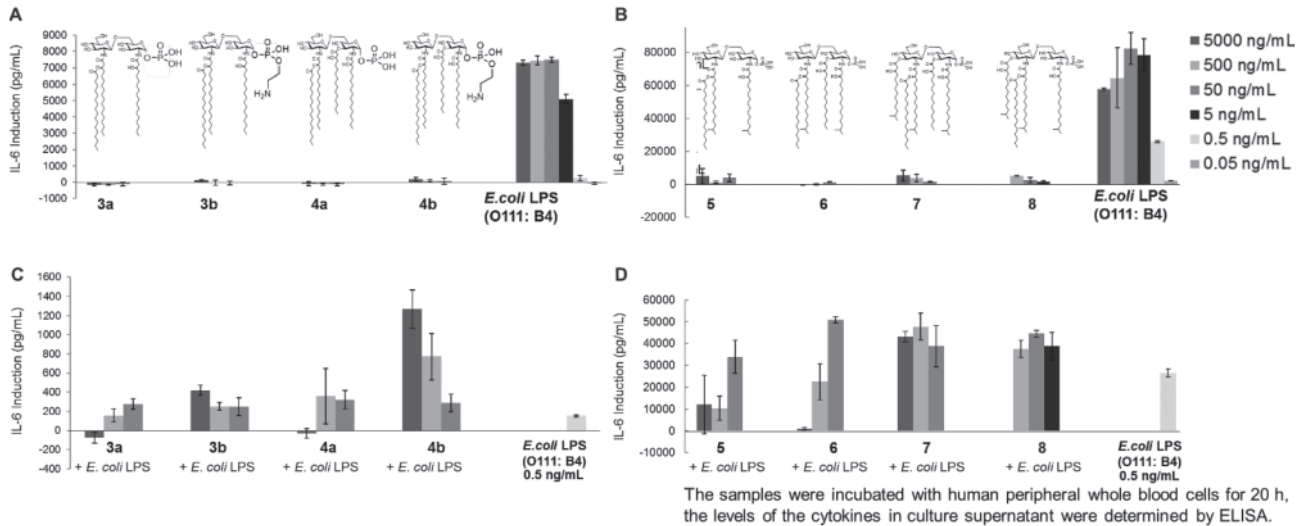 A
IL-6 Induction (pg/mL)
9000
8000
7000
6000
5000
4000
3000
2000
1000
0
-1000
H₂N
H₂N
3a
3b
4a
4b
E.coli LPS
(O111: B4)
B
IL-6 Induction (pg/mL)
80000
60000
40000
20000
0
-20000
5
6
7
8
E.coli LPS
(O111: B4)
5000 ng/mL
500 ng/mL
50 ng/mL
5 ng/mL
0.5 ng/mL
0.05 ng/mL
C
IL-6 Induction (pg/mL)
1600
1400
1200
1000
800
600
400
200
0
-200
-400
3a
+ E. coli LPS
3b
+ E. coli LPS
4a
+ E. coli LPS
4b
+ E. coli LPS
E.coli LPS
(O111: B4)
0.5 ng/mL
D
IL-6 Induction (pg/mL)
60000
50000
40000
30000
20000
10000
0
-10000
5
+ E. coli LPS
6
+ E. coli LPS
7
+ E. coli LPS
8
+ E. coli LPS
E.coli LPS
(O111: B4)
0.5 ng/mL
The samples were incubated with human peripheral whole blood cells for 20 h,
the levels of the cytokines in culture supernatant were determined by ELISA.